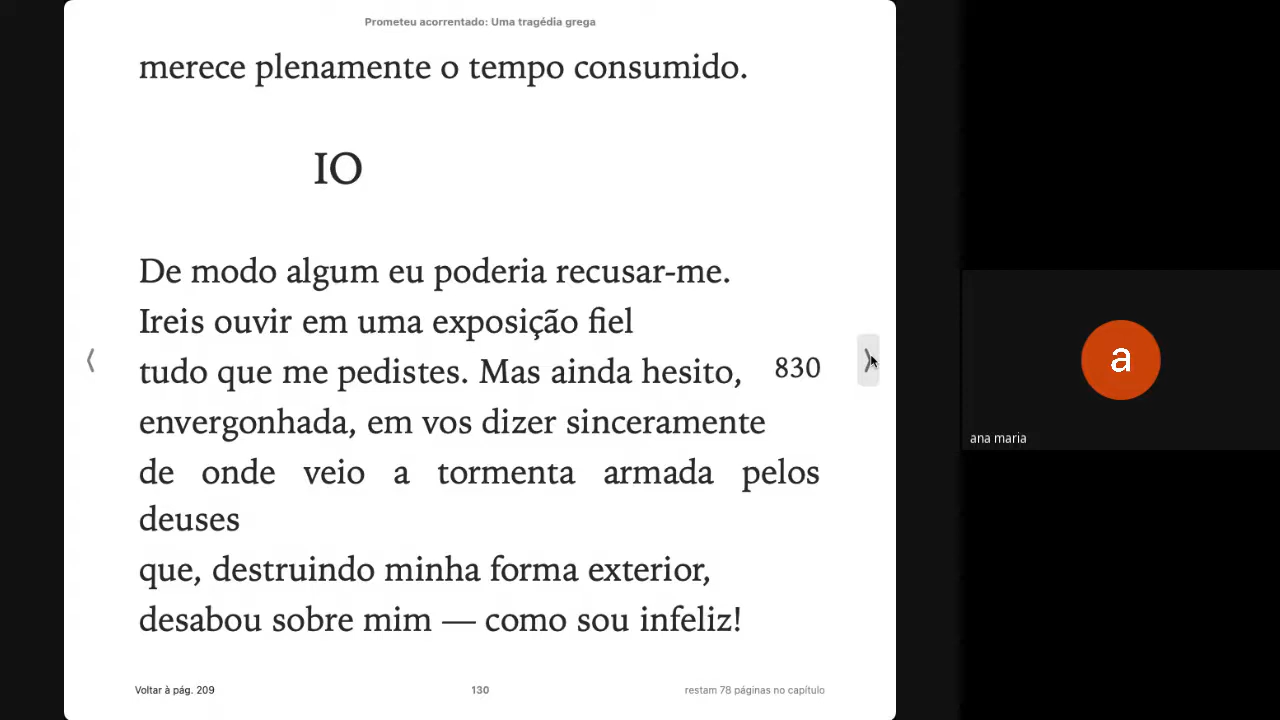 Prometeu acorrentado: Uma tragédia grega
merece plenamente o tempo consumido.
IO
De modo algum eu poderia recusar-me.
Ireis ouvir em uma exposição fiel
tudo que me pedistes. Mas ainda hesito, 830
envergonhada, em vos dizer sinceramente
de onde veio a tormenta armada pelos
deuses
que, destruindo minha forma exterior,
desabou sobre mim — como sou infeliz!
Voltar à pág. 209 130 restam 78 páginas no capítulo
a
ana maria